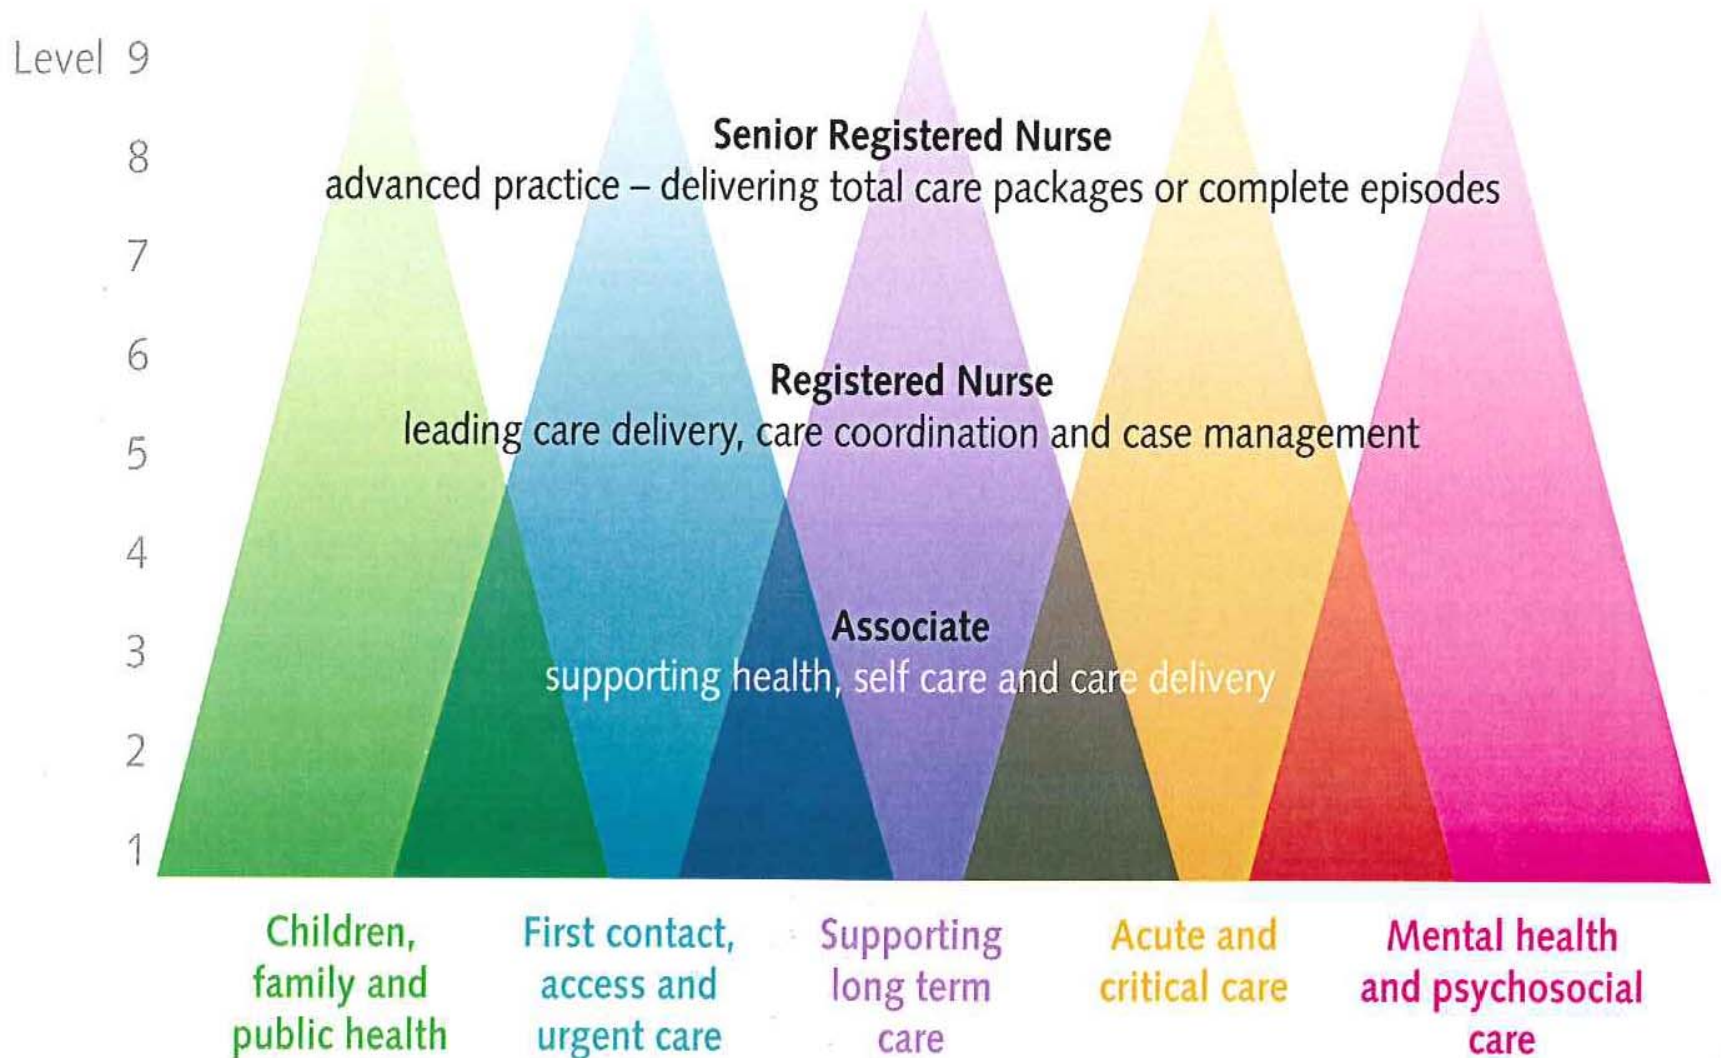 Level 9
Senior Registered Nurse
8
advanced practice – delivering total care packages or complete episodes
7
6
Registered Nurse
leading care delivery, care coordination and case management
5
4
Associate
3
supporting health, self care and care delivery
2
1
Children,
family and
public health
First contact,
access and
urgent care
Supporting
long term
care
Acute and
critical care
Mental health
and psychosocial
care